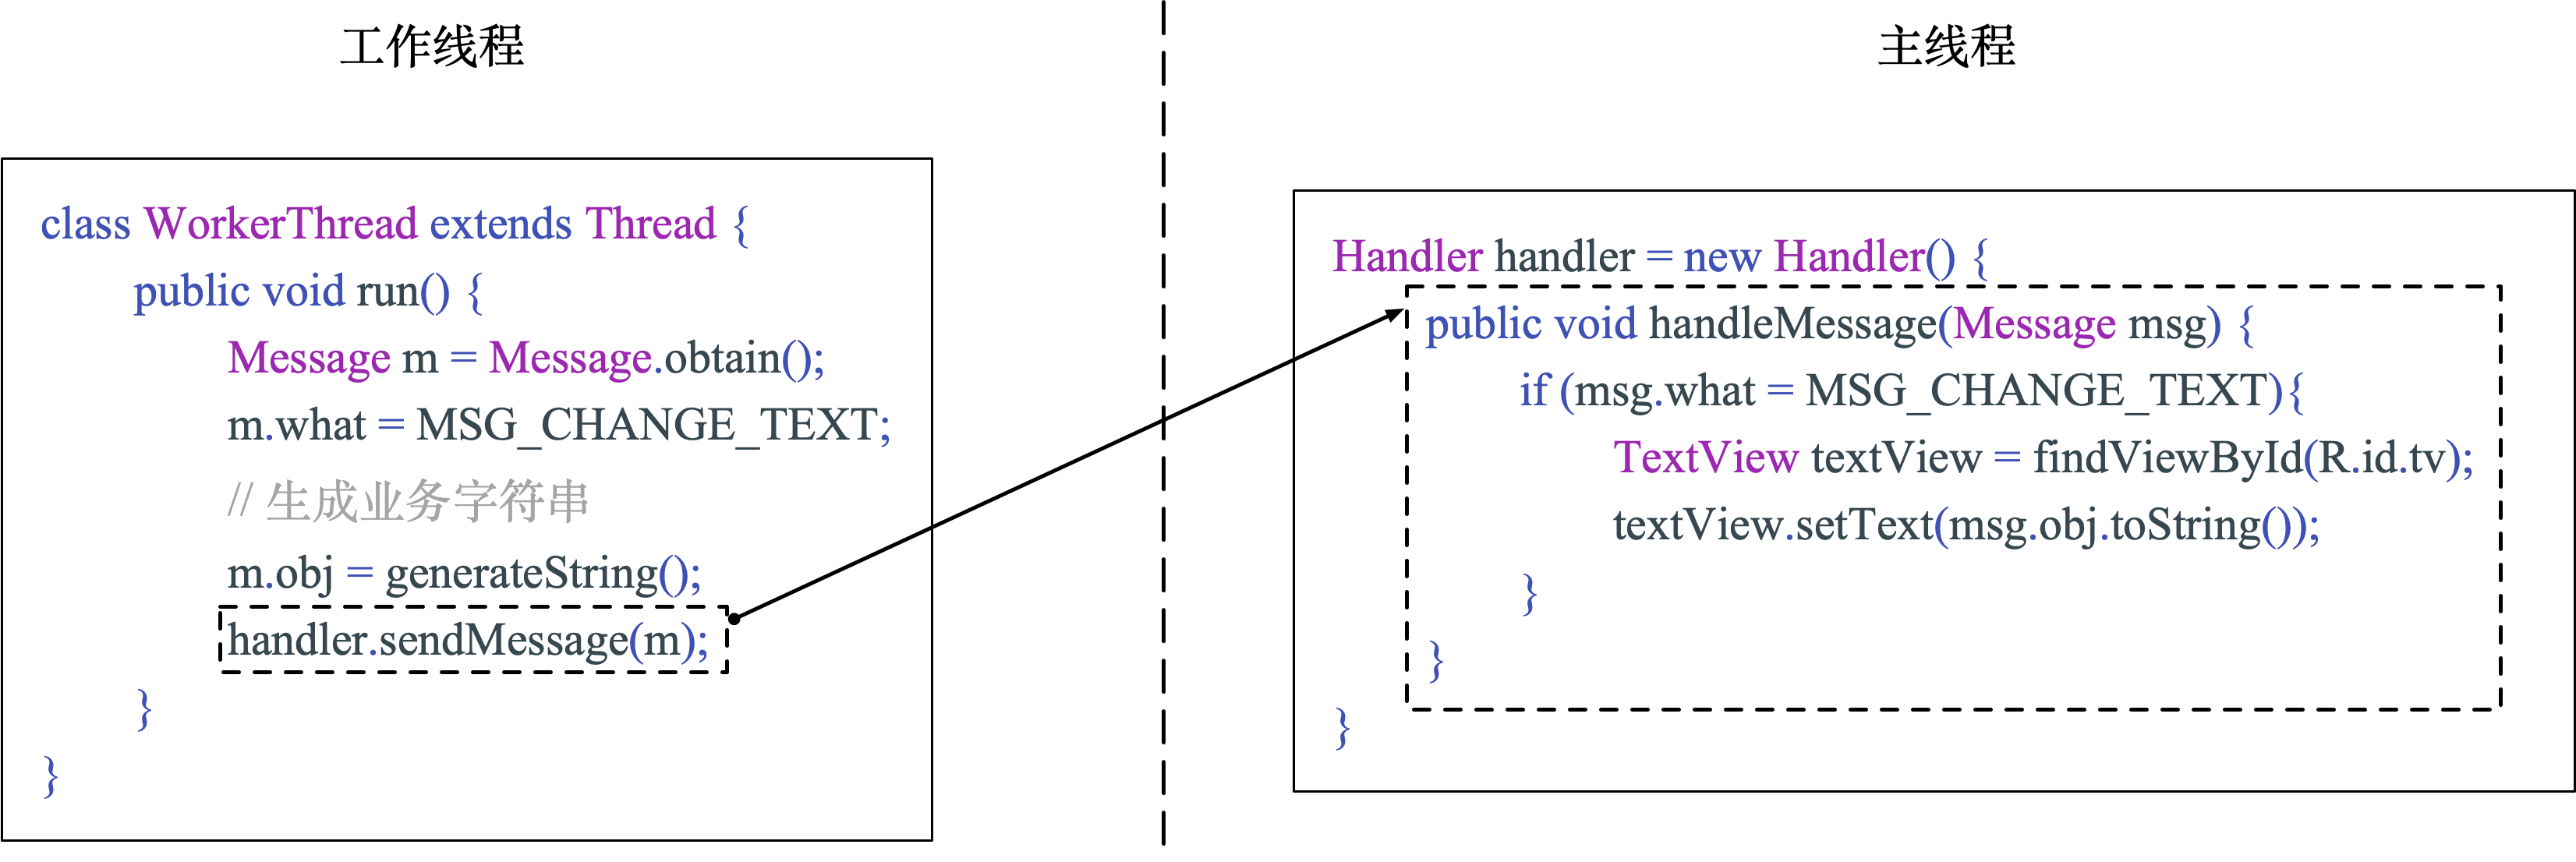 工作线程
class WorkerThread extends Thread {
public void run() {
Message m = Message.obtain();
m.what = MSG_CHANGE_TEXT;
// 生成业务字符串
m.obj = generateString();
handler.sendMessage(m);
}
}
主线程
Handler handler = new Handler() {
public void handleMessage(Message msg) {
if (msg.what = MSG_CHANGE_TEXT){
TextView textView = findViewById(R.id.tv);
textView.setText(msg.obj.toString());
}
}
}